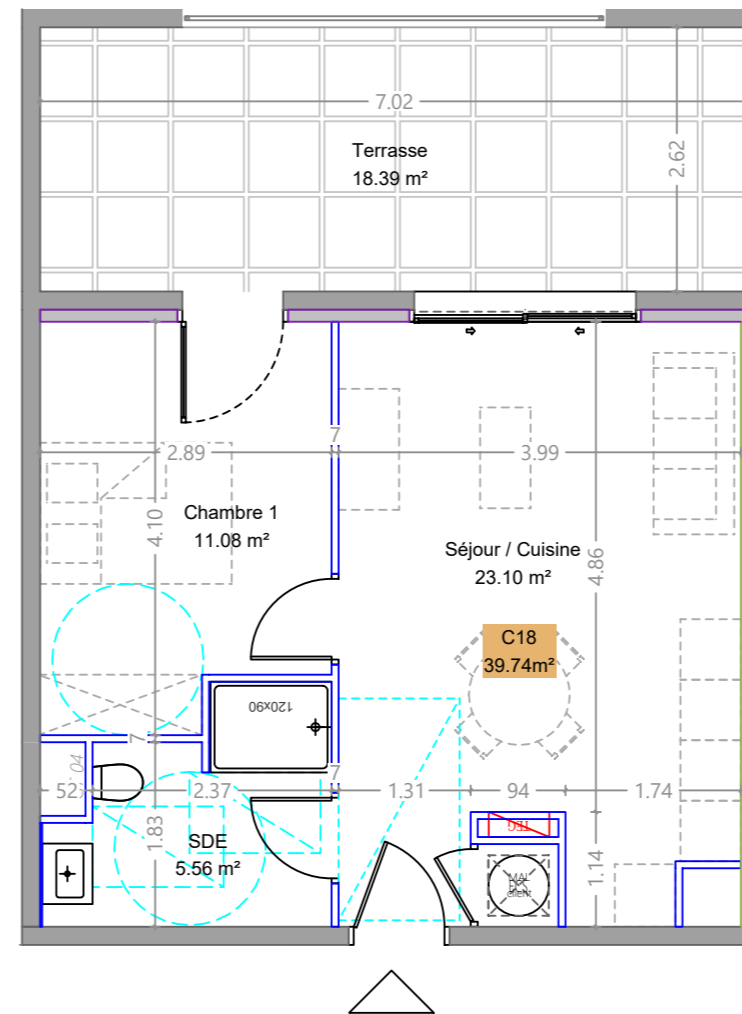 7.02
Terrasse
18.39 m²
2.62
2.89
7
3.99
Chambre 1
11.08 m²
4.10
Séjour / Cuisine
23.10 m²
4.86
C18
39.74m²
120x90
7
04
52
2.37
7
1.31
94
1.74
1.83
SDE
5.56 m²
1.14
client